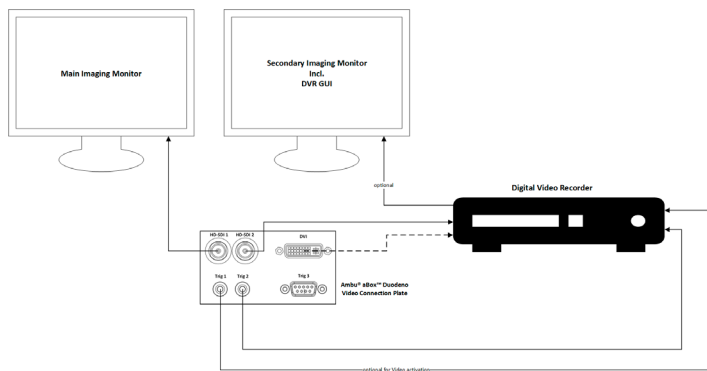 Main Imaging Monitor
Secondary Imaging Monitor
Incl.
DVR GUI
optional
Digital Video Recorder
HD-SDI 1
HD-SDI 2
DVI
Trig 1
Trig 2
Trig 3
Ambu® aBox™ Duodeno
Video Connection Plate
optional for Video activation